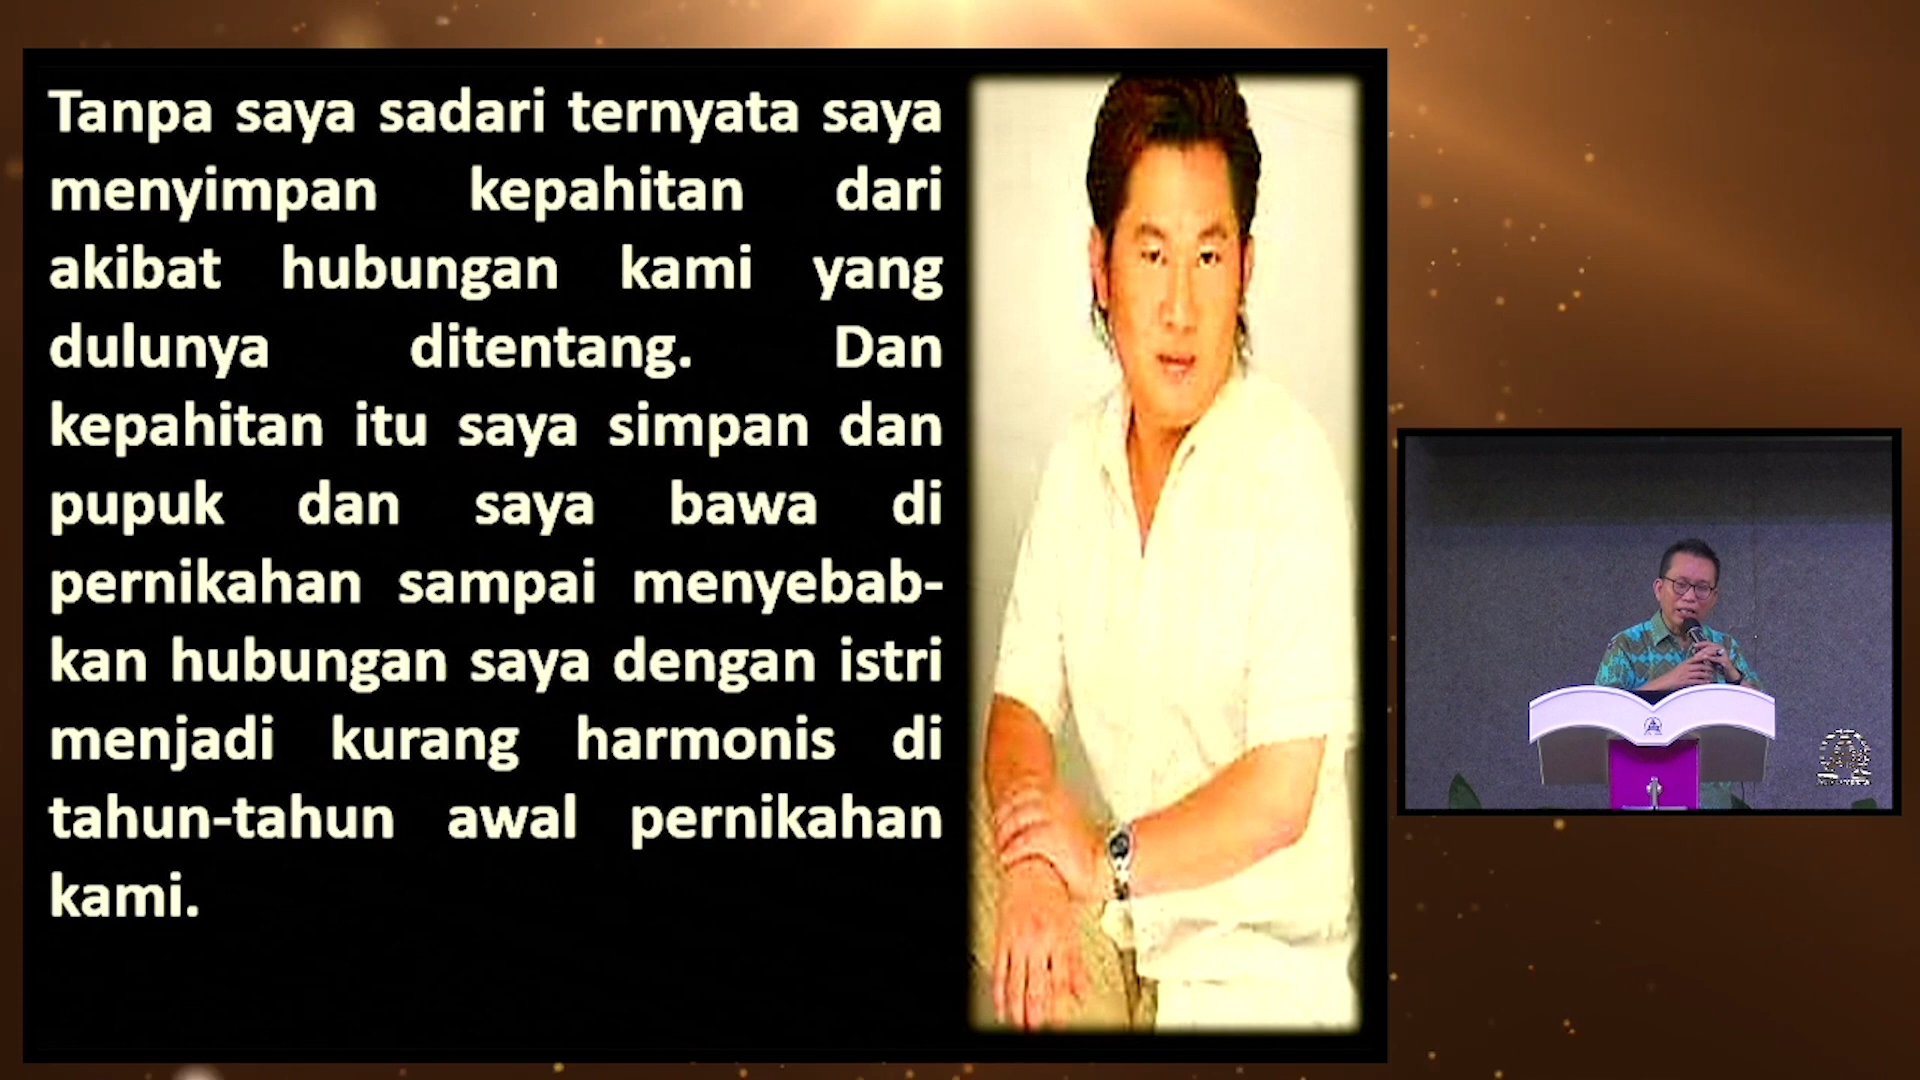 Tanpa saya sadari ternyata saya
menyimpan kepahitan dari
akibat hubungan kami yang
dulunya ditentang. Dan
kepahitan itu saya simpan dan
pupuk dan saya bawa di
pernikahan sampai menyebab-
kan hubungan saya dengan istri
menjadi kurang harmonis di
tahun-tahun awal pernikahan
kami.